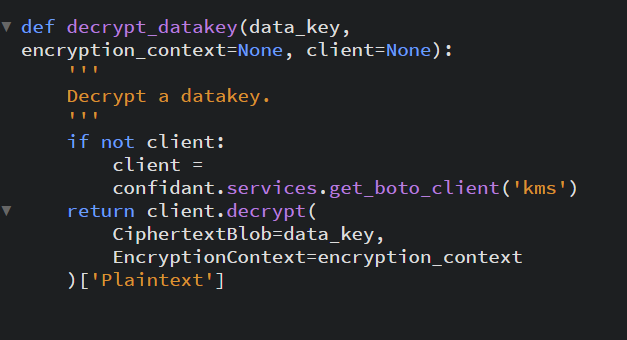 def decrypt_datakey(data_key,
encryption_context=None, client=None):
    '''
    Decrypt a datakey.
    '''
    if not client:
        client =
        confidant.services.get_boto_client('kms')
    return client.decrypt(
        CiphertextBlob=data_key,
        EncryptionContext=encryption_context
    )['Plaintext']